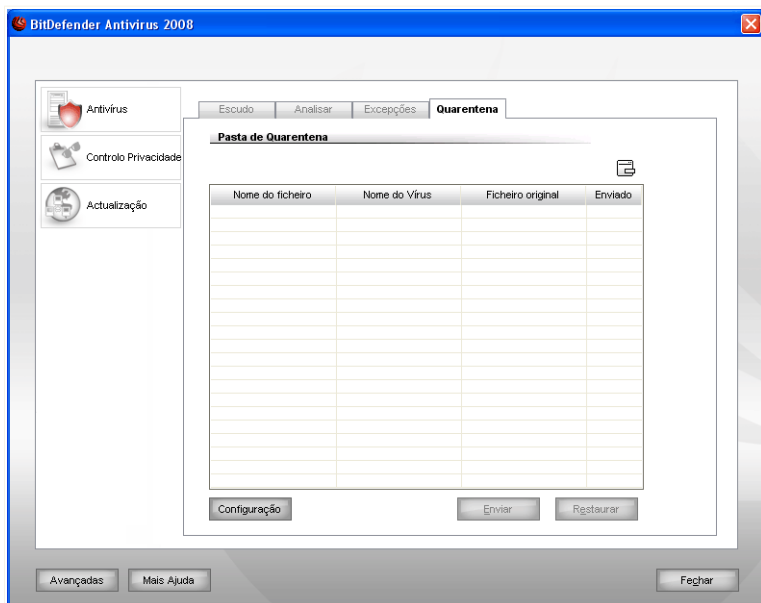 BitDefender Antivirus 2008
Antivírus
Controlo Privacidade
Actualização
Escudo Analisar Excepções Quarentena
Pasta de Quarentena
Nome do ficheiro Nome do Vírus Ficheiro original Enviado
Configuração Enviar Restaurar
Avançadas Mais Ajuda Fechar